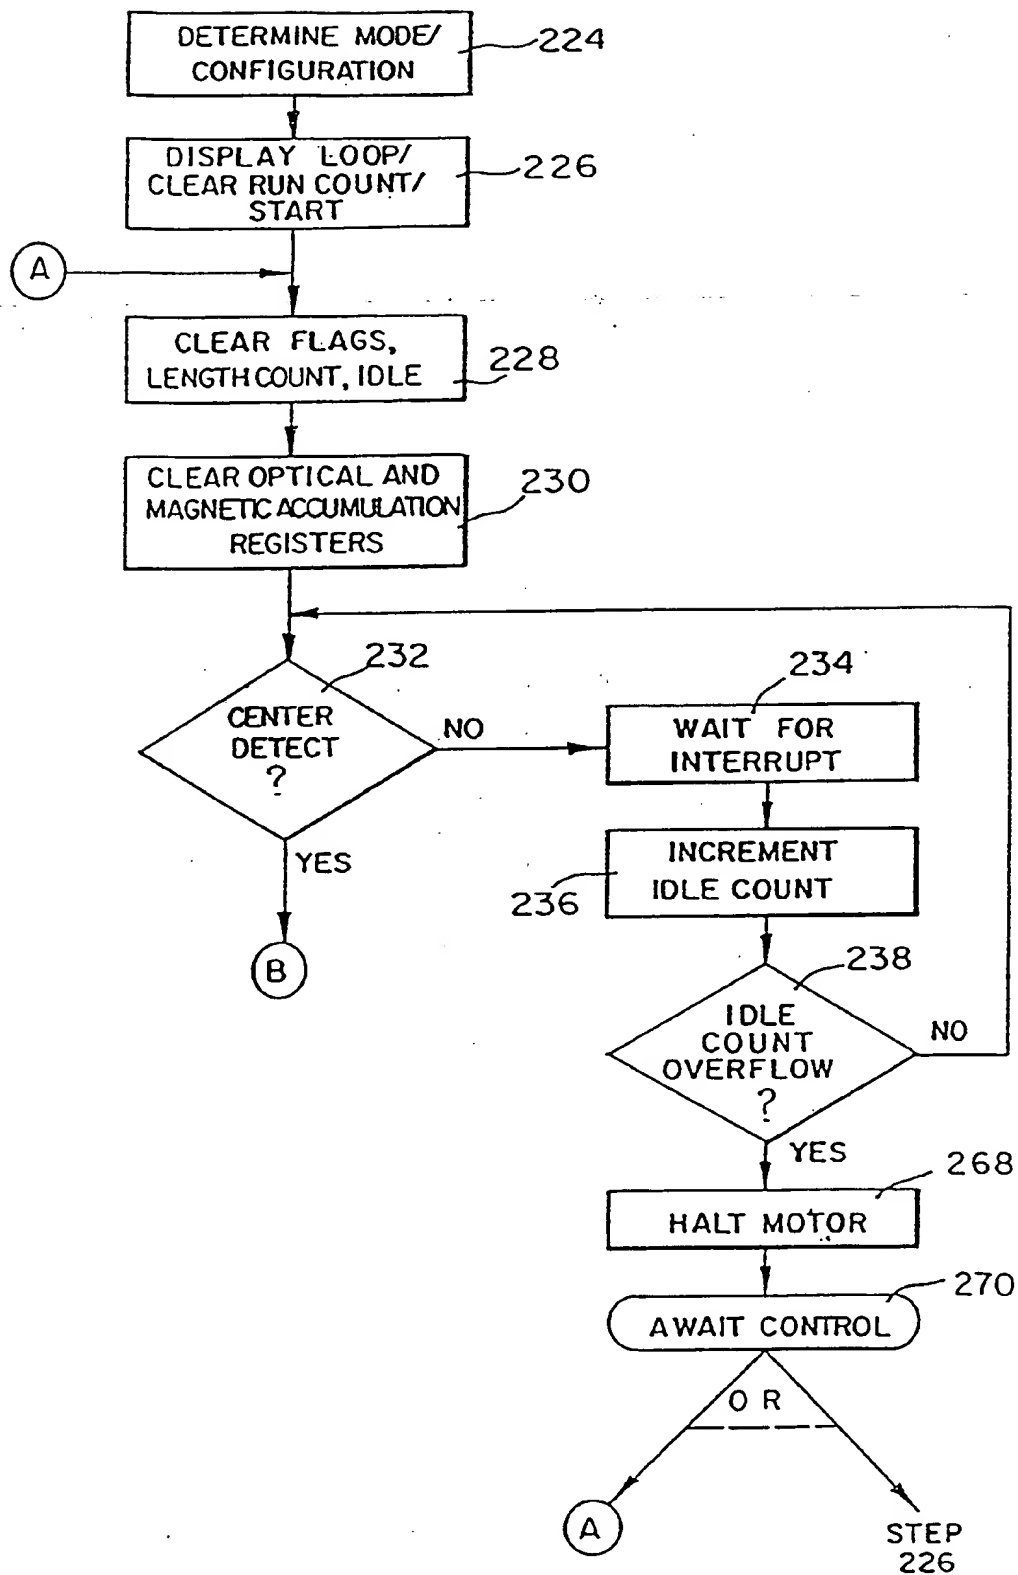 DETERMINE MODE/
CONFIGURATION
224
DISPLAY LOOP/
CLEAR RUN COUNT/
START
226
A
CLEAR FLAGS,
LENGTH COUNT, IDLE
228
CLEAR OPTICAL AND
MAGNETIC ACCUMULATION
REGISTERS
230
232
CENTER
DETECT
?
NO
YES
B
234
WAIT FOR
INTERRUPT
INCREMENT
IDLE COUNT
236
238
IDLE
COUNT
OVERFLOW
?
NO
YES
268
HALT MOTOR
270
AWAIT CONTROL
OR
A
STEP
226